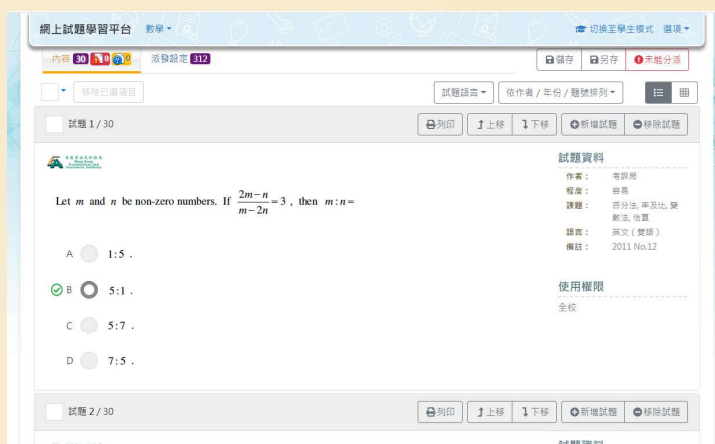 網上試題學習平台 數學 切換至學生模式 選項
內容 30 0 0 派發設定 312 儲存 另存 未能分派
移除已選項目 試題語言 依作者 / 年份 / 題號排列
試題 1 / 30 列印 上移 下移 新增試題 移除試題
試題資料
作者： 考評局
程度： 容易
課題： 百分法, 率及比, 變數法, 估算
語言： 英文 ( 雙語 )
備註： 2011 No.12
Let m and n be non-zero numbers. If (2m − n)/(m − 2n) = 3 , then m : n =
A 1:5 .
B 5:1 .
C 5:7 .
D 7:5 .
使用權限
全校
試題 2 / 30 列印 上移 下移 新增試題 移除試題